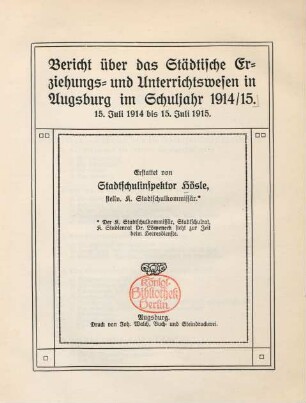 Bericht über das Städtische Er-
ziehungs- und Unterrichtswesen in
Augsburg im Schuljahr 1914/15.
15. Juli 1914 bis 15. Juli 1915.
Erstattet von
Stadtschulinspektor Hösle,
stellv. K. Stadtschulkommissär.*
* Der K. Stadtschulkommissär, Stadtschulrat,
K. Studienrat Dr. Löweneck steht zur Zeit
beim Heeresdienste.
Königl.
Bibliothek
Berlin
Augsburg.
Druck von Joh. Walch, Buch- und Steindruckerei.